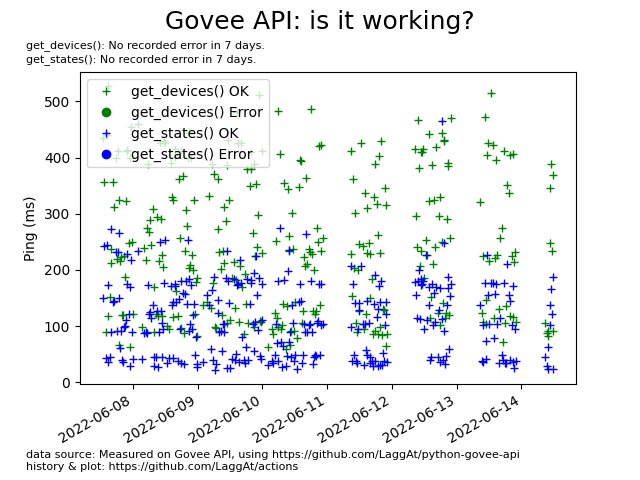 Govee API: is it working?
get_devices(): No recorded error in 7 days.
get_states(): No recorded error in 7 days.
get_devices() OK
get_devices() Error
get_states() OK
get_states() Error
Ping (ms)
500
400
300
200
100
0
2022-06-08
2022-06-09
2022-06-10
2022-06-11
2022-06-12
2022-06-13
2022-06-14
data source: Measured on Govee API, using https://github.com/LaggAt/python-govee-api
history & plot: https://github.com/LaggAt/actions